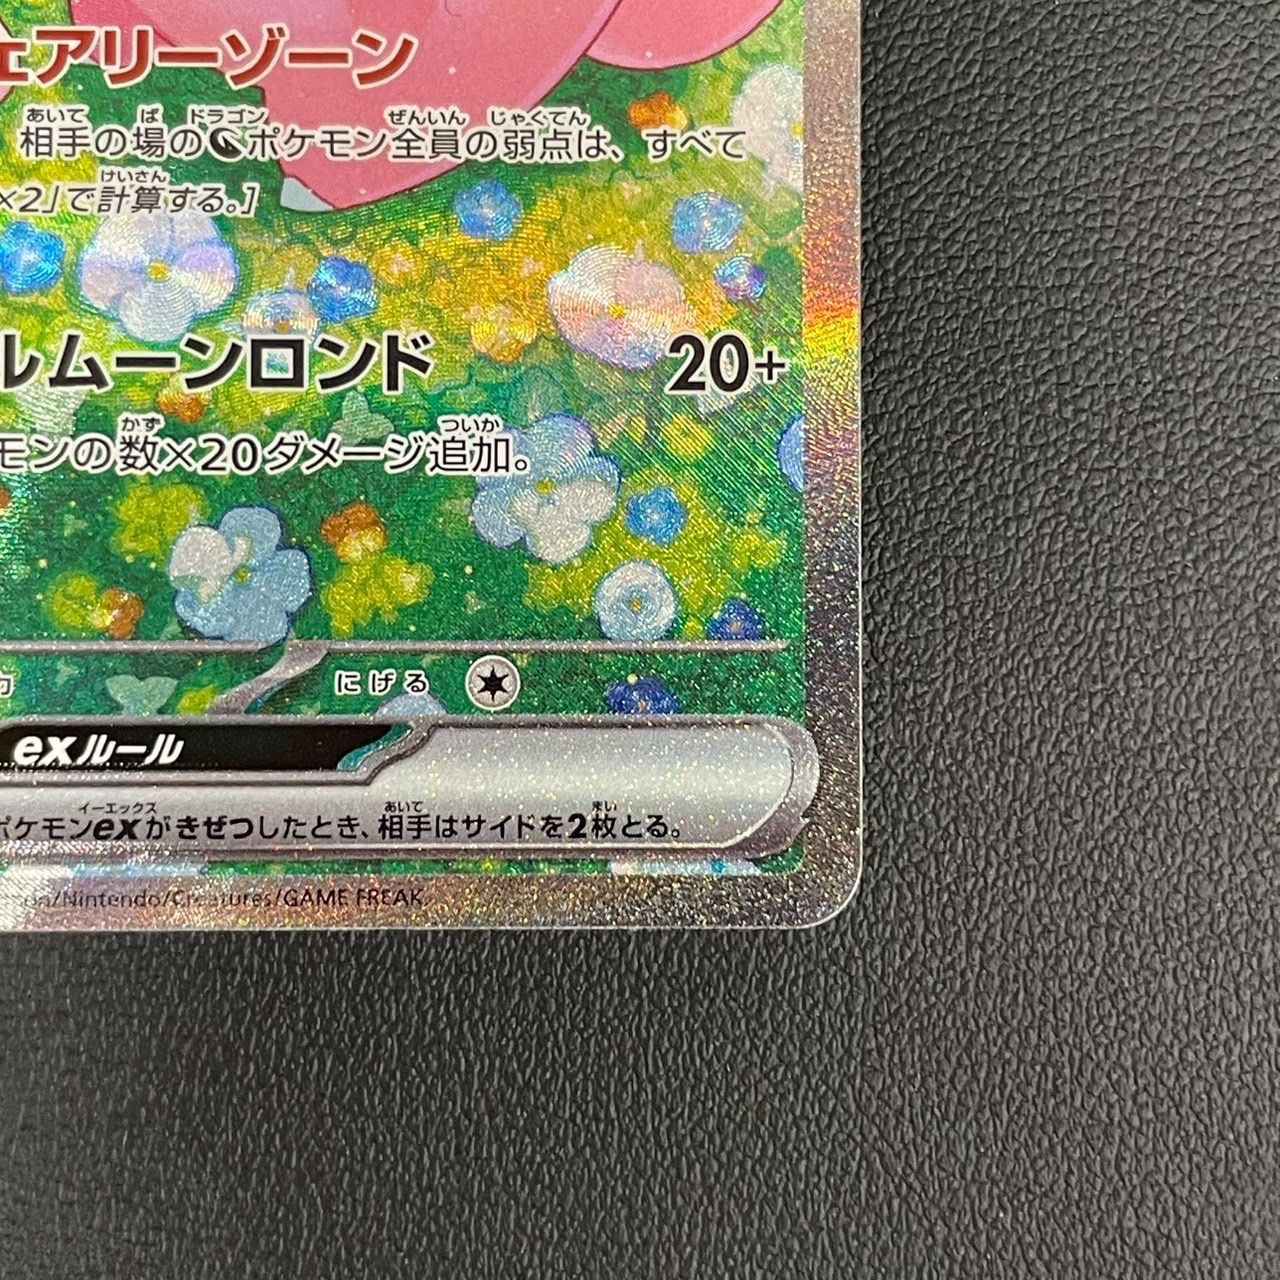 ェアリーゾーン
あいて ば ドラゴン ぜんいん じゃくてん
相手の場のポケモン全員の弱点は、すべて
けいさん
×2」で計算する。]
ルムーンロンド 20+
かず ついか
モンの数×20ダメージ追加。
力 にげる
exルール
イーエックス あいて まい
ポケモンexがきぜつしたとき、相手はサイドを2枚とる。
on/Nintendo/Creatures/GAME FREAK